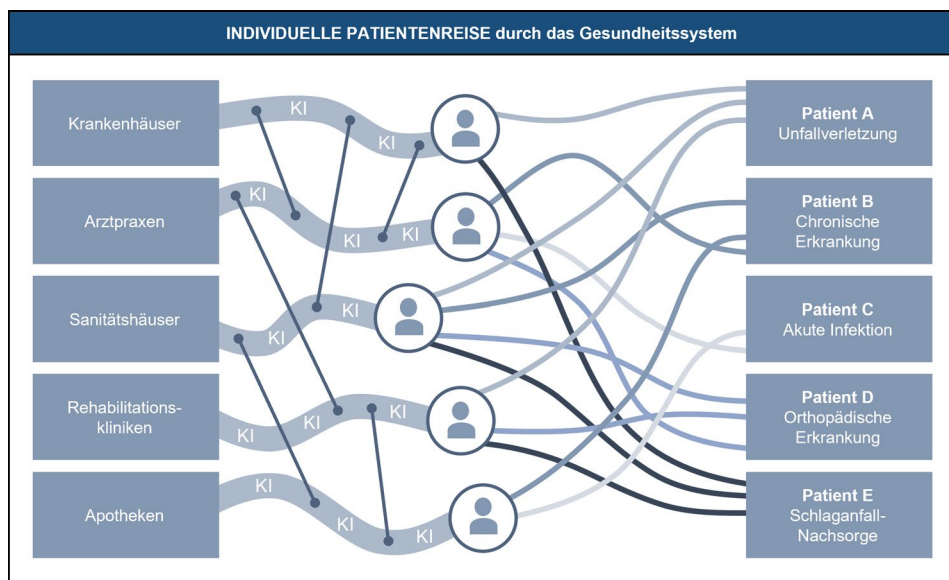 INDIVIDUELLE PATIENTENREISE durch das Gesundheitssystem
Krankenhäuser
Arztpraxen
Sanitätshäuser
Rehabilitations-
kliniken
Apotheken
KI
KI
KI
KI
KI
KI
KI
KI
KI
KI
KI
KI
KI
Patient A
Unfallverletzung
Patient B
Chronische
Erkrankung
Patient C
Akute Infektion
Patient D
Orthopädische
Erkrankung
Patient E
Schlaganfall-
Nachsorge